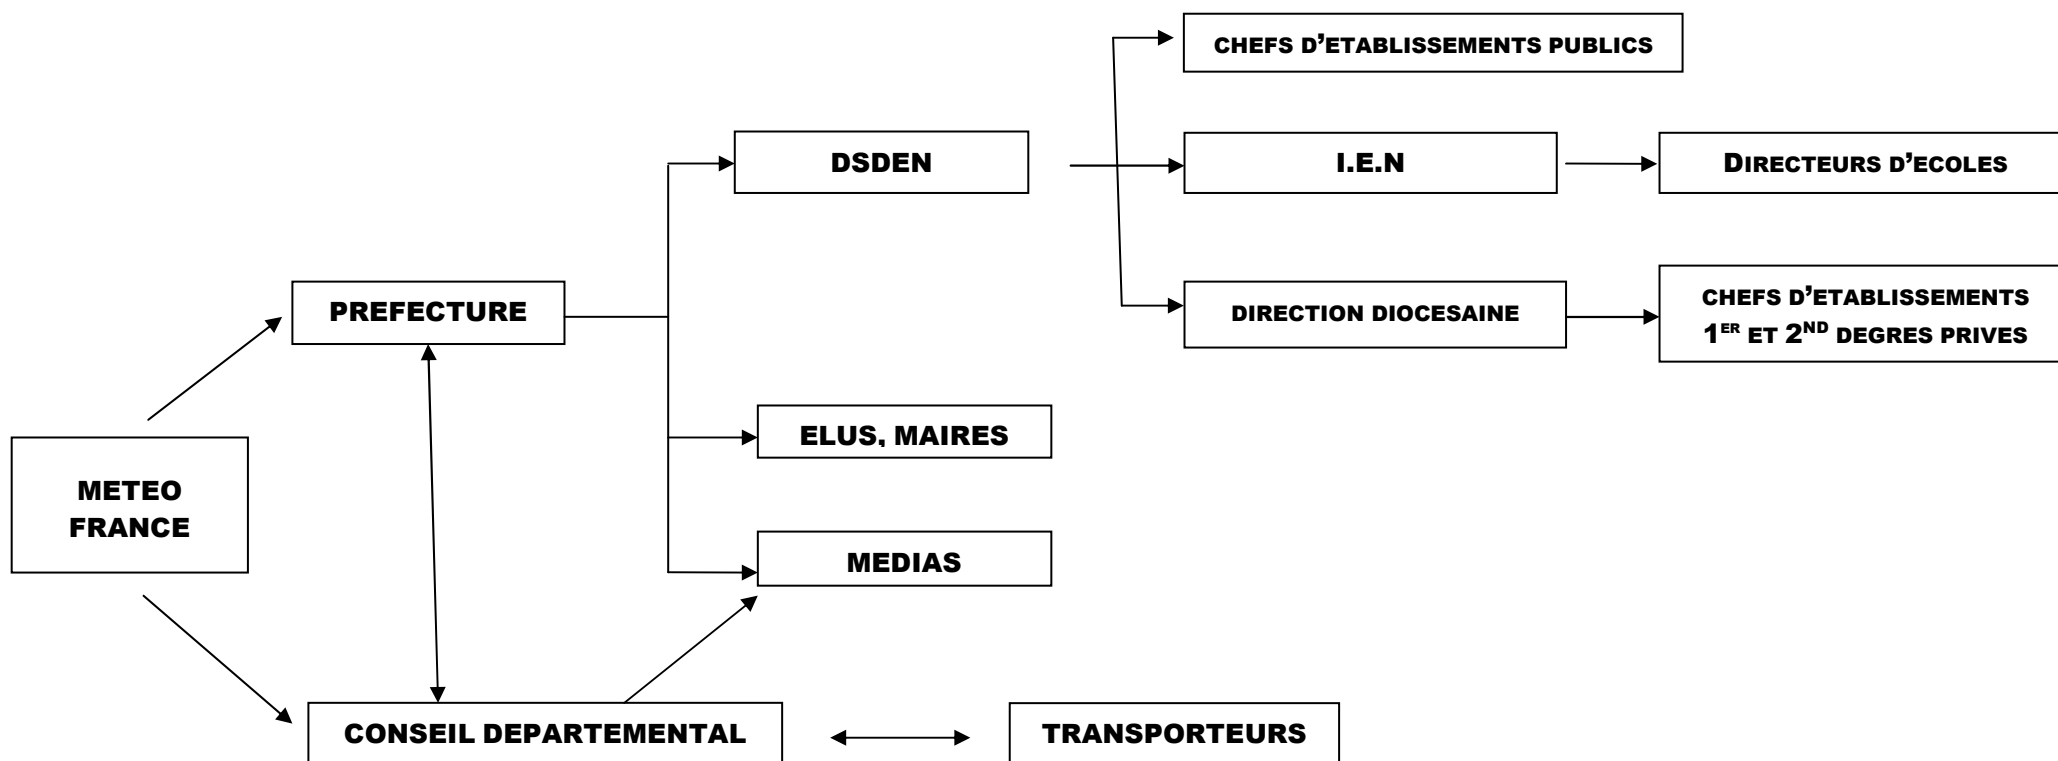 CHEFS D'ETABLISSEMENTS PUBLICS
DSDEN
I.E.N
DIRECTEURS D'ECOLES
PREFECTURE
DIRECTION DIOCESAINE
CHEFS D'ETABLISSEMENTS
1ER ET 2ND DEGRES PRIVES
ELUS, MAIRES
METEO
FRANCE
MEDIAS
CONSEIL DEPARTEMENTAL
TRANSPORTEURS